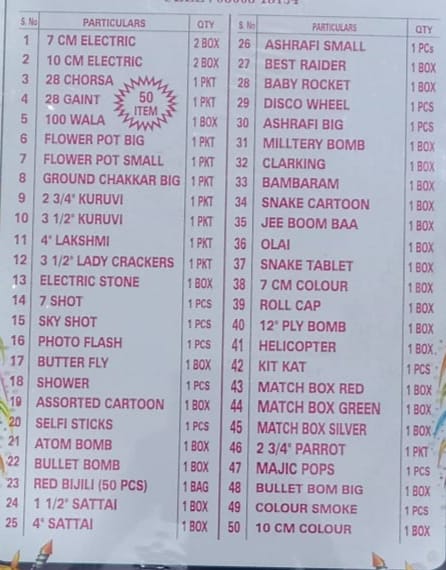 S. No PARTICULARS QTY
1 7 CM ELECTRIC 2 BOX
2 10 CM ELECTRIC 2 BOX
3 28 CHORSA 1 PKT
4 28 GAINT 1 PKT
5 100 WALA 1 BOX
50 ITEM
6 FLOWER POT BIG 1 PKT
7 FLOWER POT SMALL 1 PKT
8 GROUND CHAKKAR BIG 1 PKT
9 2 3/4" KURUVI 1 PKT
10 3 1/2" KURUVI 1 PKT
11 4" LAKSHMI 1 PKT
12 3 1/2" LADY CRACKERS 1 PKT
13 ELECTRIC STONE 1 BOX
14 7 SHOT 1 PCS
15 SKY SHOT 1 PCS
16 PHOTO FLASH 1 PCS
17 BUTTER FLY 1 BOX
18 SHOWER 1 PCS
19 ASSORTED CARTOON 1 BOX
20 SELFI STICKS 1 PCS
21 ATOM BOMB 1 BOX
22 BULLET BOMB 1 BOX
23 RED BIJILI (50 PCS) 1 BAG
24 1 1/2" SATTAI 1 BOX
25 4" SATTAI 1 BOX
S. No PARTICULARS QTY
26 ASHRAFI SMALL 1 PCs
27 BEST RAIDER 1 BOX
28 BABY ROCKET 1 BOX
29 DISCO WHEEL 1 PCS
30 ASHRAFI BIG 1 PCS
31 MILLTERY BOMB 1 BOX
32 CLARKING 1 BOX
33 BAMBARAM 1 BOX
34 SNAKE CARTOON 1 BOX
35 JEE BOOM BAA 1 BOX
36 OLAI 1 BOX
37 SNAKE TABLET 1 BOX
38 7 CM COLOUR 1 BOX
39 ROLL CAP 1 BOX
40 12" PLY BOMB 1 BOX
41 HELICOPTER 1 BOX
42 KIT KAT 1 PCS
43 MATCH BOX RED 1 BOX
44 MATCH BOX GREEN 1 BOX
45 MATCH BOX SILVER 1 BOX
46 2 3/4" PARROT 1 PKT
47 MAJIC POPS 1 PCS
48 BULLET BOM BIG 1 BOX
49 COLOUR SMOKE 1 PCS
50 10 CM COLOUR 1 BOX